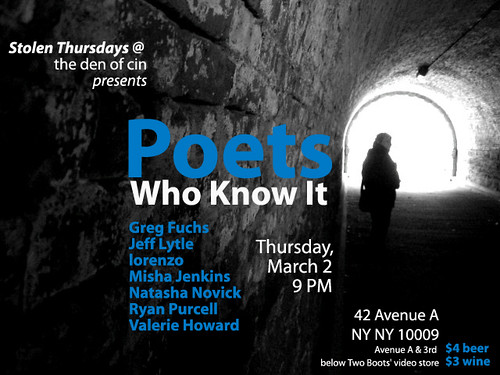 Stolen Thursdays @
the den of cin
presents
Poets
Who Know It
Greg Fuchs
Jeff Lytle
lorenzo
Misha Jenkins
Natasha Novick
Ryan Purcell
Valerie Howard
Thursday,
March 2
9 PM
42 Avenue A
NY NY 10009
Avenue A & 3rd
below Two Boots' video store
$4 beer
$3 wine